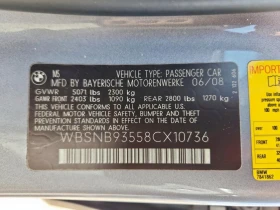 M5
VEHICLE TYPE: PASSENGER CAR
MFD BY BAYERISCHE MOTORENWERKE 06/08
GVWR 5071 lbs 2300 kg
GAWR FRONT 2403 lbs 1090 kg REAR 2800 lbs 1270 kg
THIS VEHICLE CONFORMS TO ALL APPLICABLE U.S.
FEDERAL MOTOR VEHICLE SAFETY, BUMPER, AND
THEFT PREVENTION STANDARDS IN EFFECT ON
THE DATE OF MANUFACTURE SHOWN ABOVE.
WBSNB93558CX10736
BMW